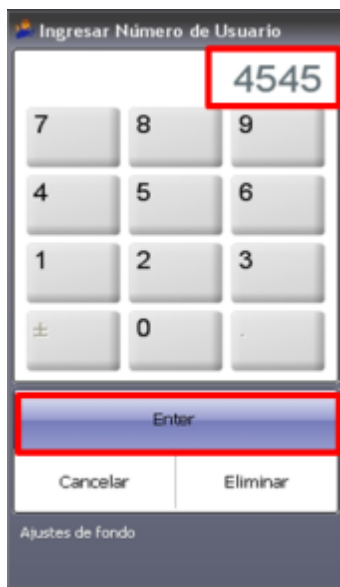 Ingresar Número de Usuario
4545
7 8 9
4 5 6
1 2 3
± 0 .
Enter
Cancelar Eliminar
Ajustes de fondo